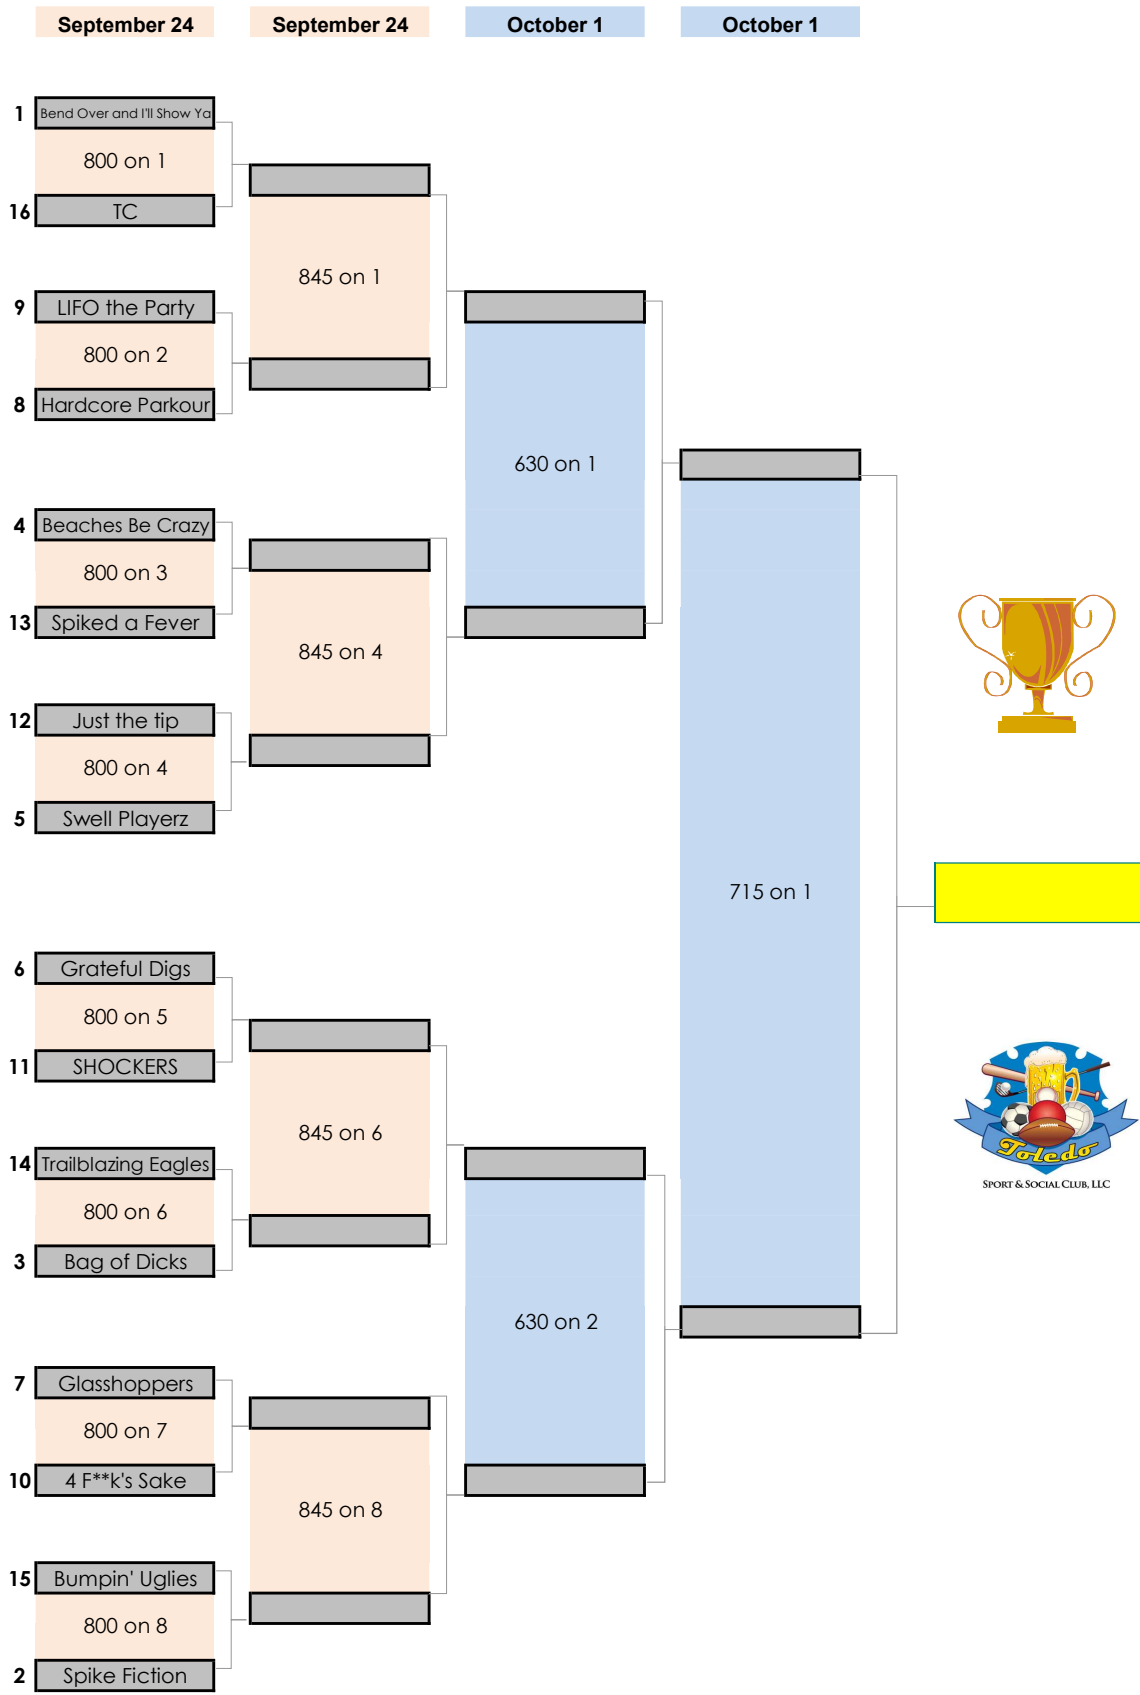 September 24
September 24
October 1
October 1
1 Bend Over and I'll Show Ya
800 on 1
16 TC
845 on 1
9 LIFO the Party
800 on 2
8 Hardcore Parkour
630 on 1
4 Beaches Be Crazy
800 on 3
13 Spiked a Fever
845 on 4
12 Just the tip
800 on 4
5 Swell Playerz
715 on 1
6 Grateful Digs
800 on 5
11 SHOCKERS
845 on 6
14 Trailblazing Eagles
800 on 6
3 Bag of Dicks
Toledo
SPORT & SOCIAL CLUB, LLC
630 on 2
7 Glasshoppers
800 on 7
10 4 F**k's Sake
845 on 8
15 Bumpin' Uglies
800 on 8
2 Spike Fiction